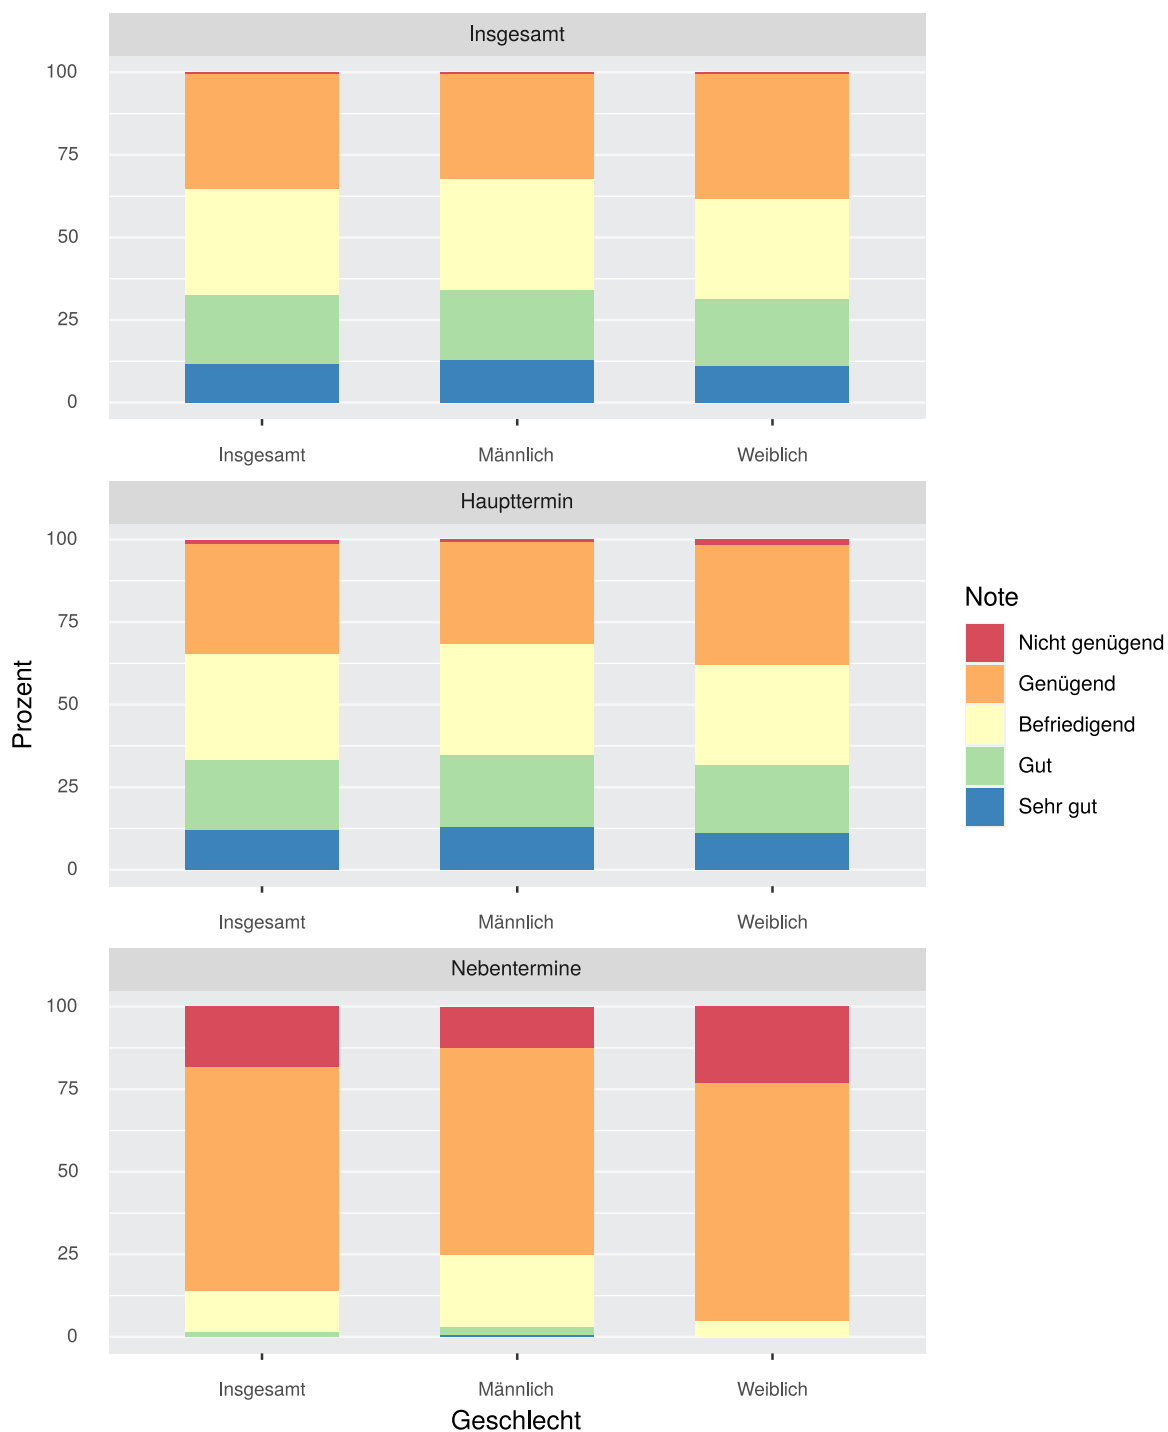 Insgesamt
100
75
50
25
0
Insgesamt Männlich Weiblich
Haupttermin
100
75
50
25
0
Insgesamt Männlich Weiblich
Nebentermine
100
75
50
25
0
Insgesamt Männlich Weiblich
Geschlecht
Prozent
Note
Nicht genügend
Genügend
Befriedigend
Gut
Sehr gut